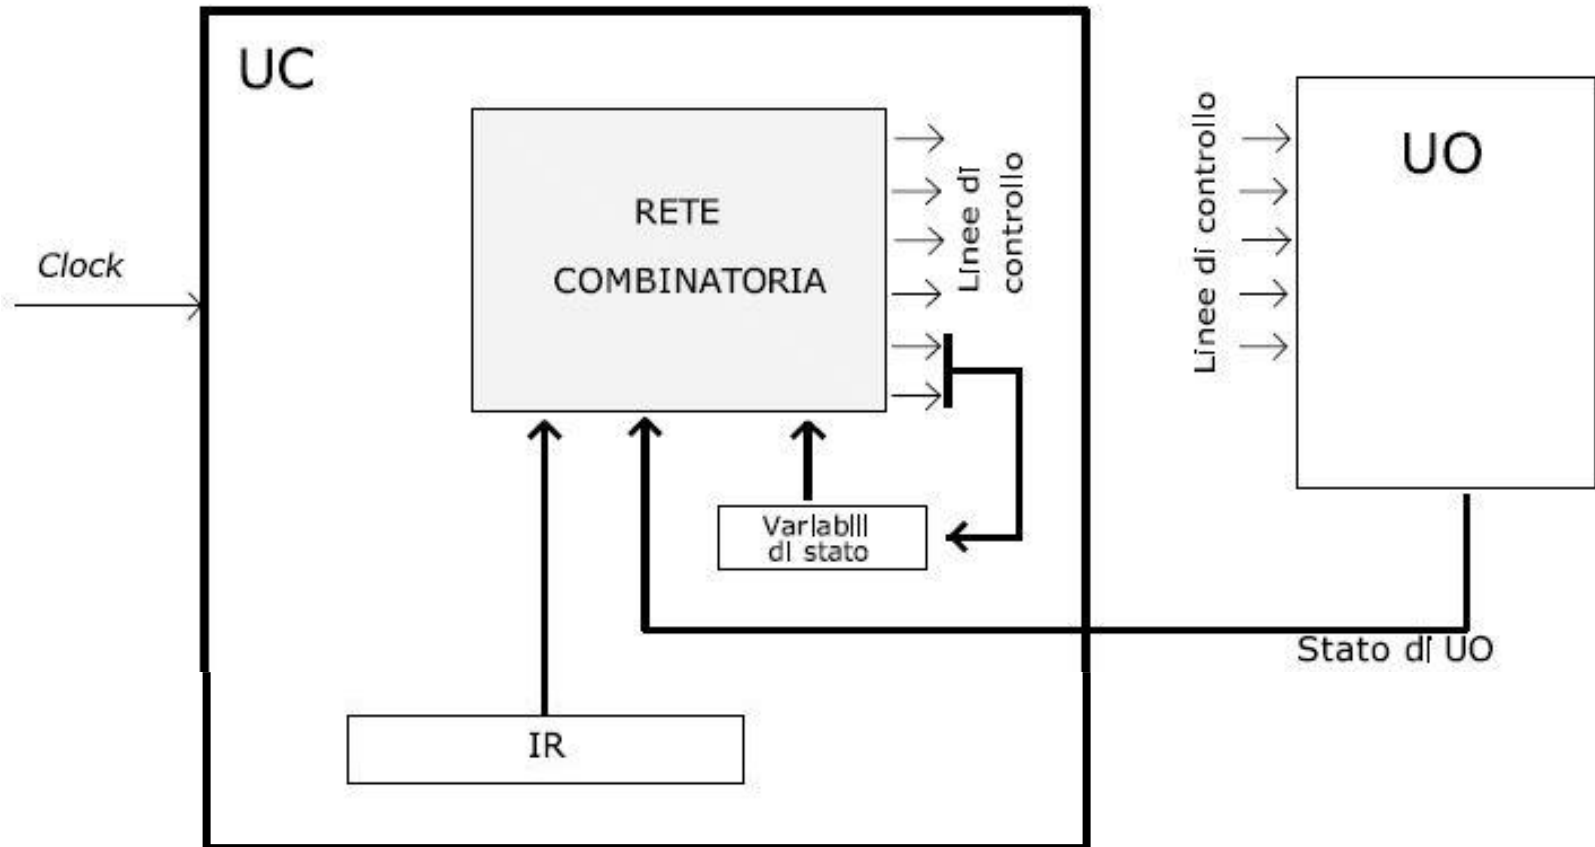 UC
Clock
RETE
COMBINATORIA
Linee di
controllo
Variabili
di stato
IR
Linee di controllo
UO
Stato di UO